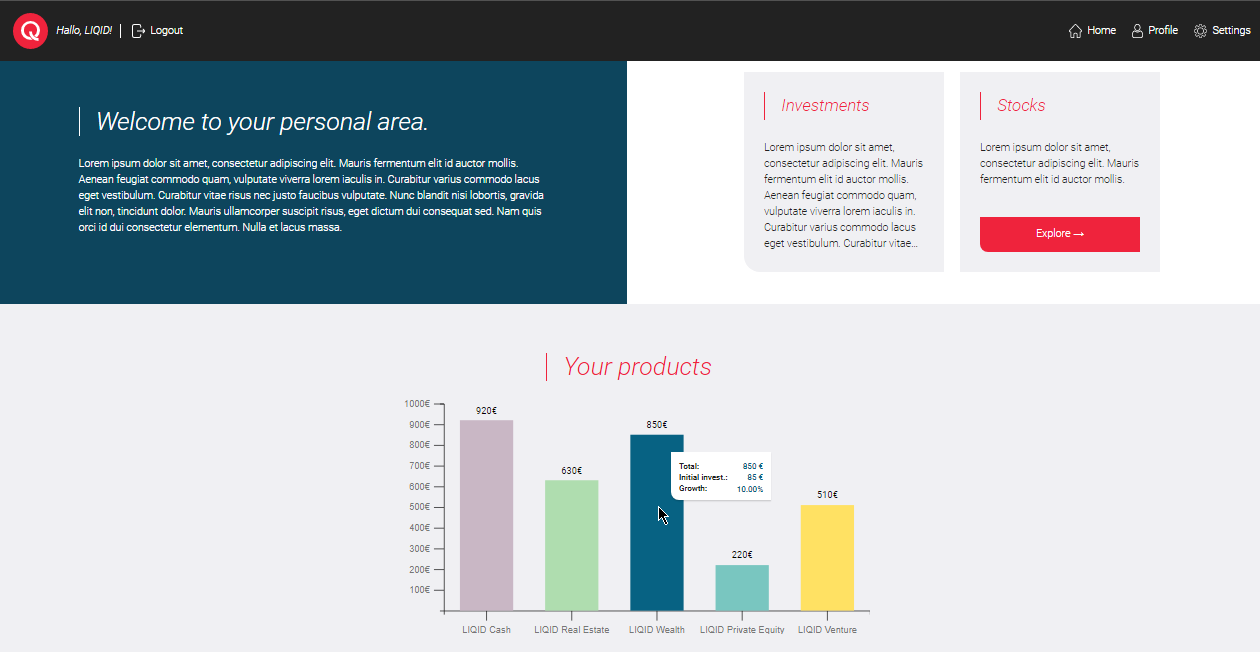 Hallo, LIQID!
Logout
Home
Profile
Settings
Welcome to your personal area.
Lorem ipsum dolor sit amet, consectetur adipiscing elit. Mauris fermentum elit id auctor mollis.
Aenean feugiat commodo quam, vulputate viverra lorem iaculis in. Curabitur varius commodo lacus
eget vestibulum. Curabitur vitae risus nec justo faucibus vulputate. Nunc blandit nisi lobortis, gravida
elit non, tincidunt dolor. Mauris ullamcorper suscipit risus, eget dictum dui consequat sed. Nam quis
orci id dui consectetur elementum. Nulla et lacus massa.
Investments
Lorem ipsum dolor sit amet,
consectetur adipiscing elit. Mauris
fermentum elit id auctor mollis.
Aenean feugiat commodo quam,
vulputate viverra lorem iaculis in.
Curabitur varius commodo lacus
eget vestibulum. Curabitur vitae...
Stocks
Lorem ipsum dolor sit amet,
consectetur adipiscing elit. Mauris
fermentum elit id auctor mollis.
Explore →
Your products
1000€
900€
800€
700€
600€
500€
400€
300€
200€
100€
920€
630€
850€
220€
510€
Total: 850 €
Initial invest.: 85 €
Growth: 10.00%
LIQID Cash
LIQID Real Estate
LIQID Wealth
LIQID Private Equity
LIQID Venture